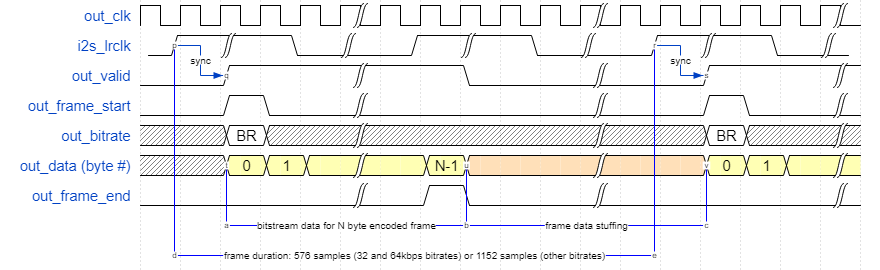 out_clk
i2s_lrclk
p
r
sync
sync
out_valid
q
s
out_frame_start
out_bitrate
BR
BR
out_data (byte #)
0
1
N-1
u
v
0
1
out_frame_end
a
bitstream data for N byte encoded frame
b
frame data stuffing
c
d
frame duration: 576 samples (32 and 64kpbs bitrates) or 1152 samples (other bitrates)
e